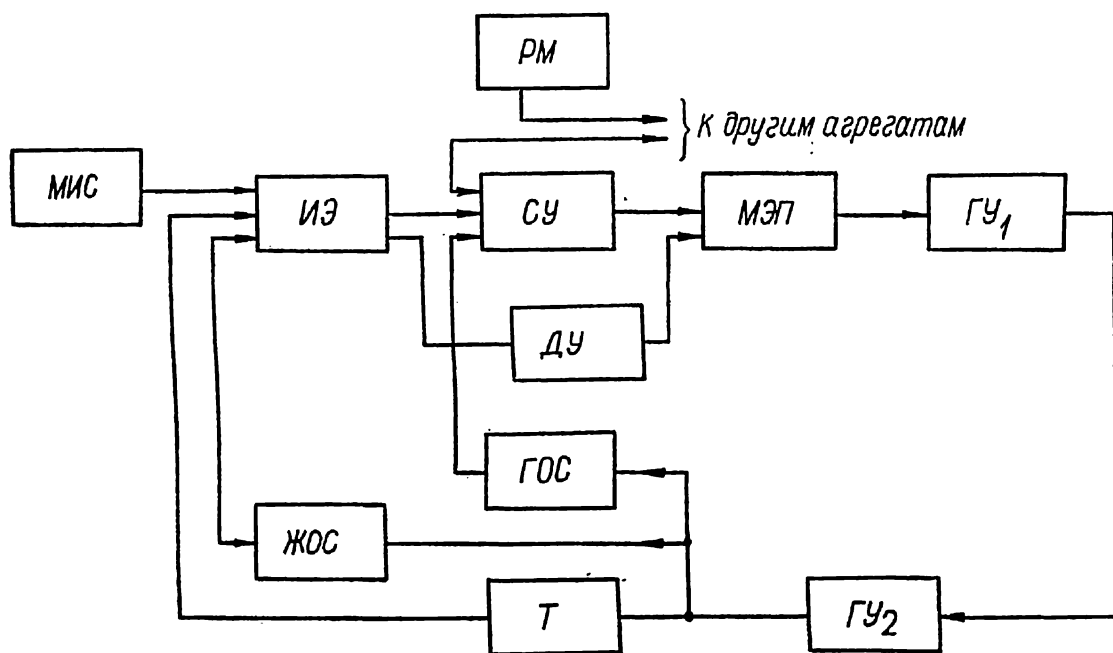 РМ
К другим агрегатам
МИС
ИЭ
СУ
МЭП
ГУ1
ДУ
ГОС
ЖОС
Т
ГУ2